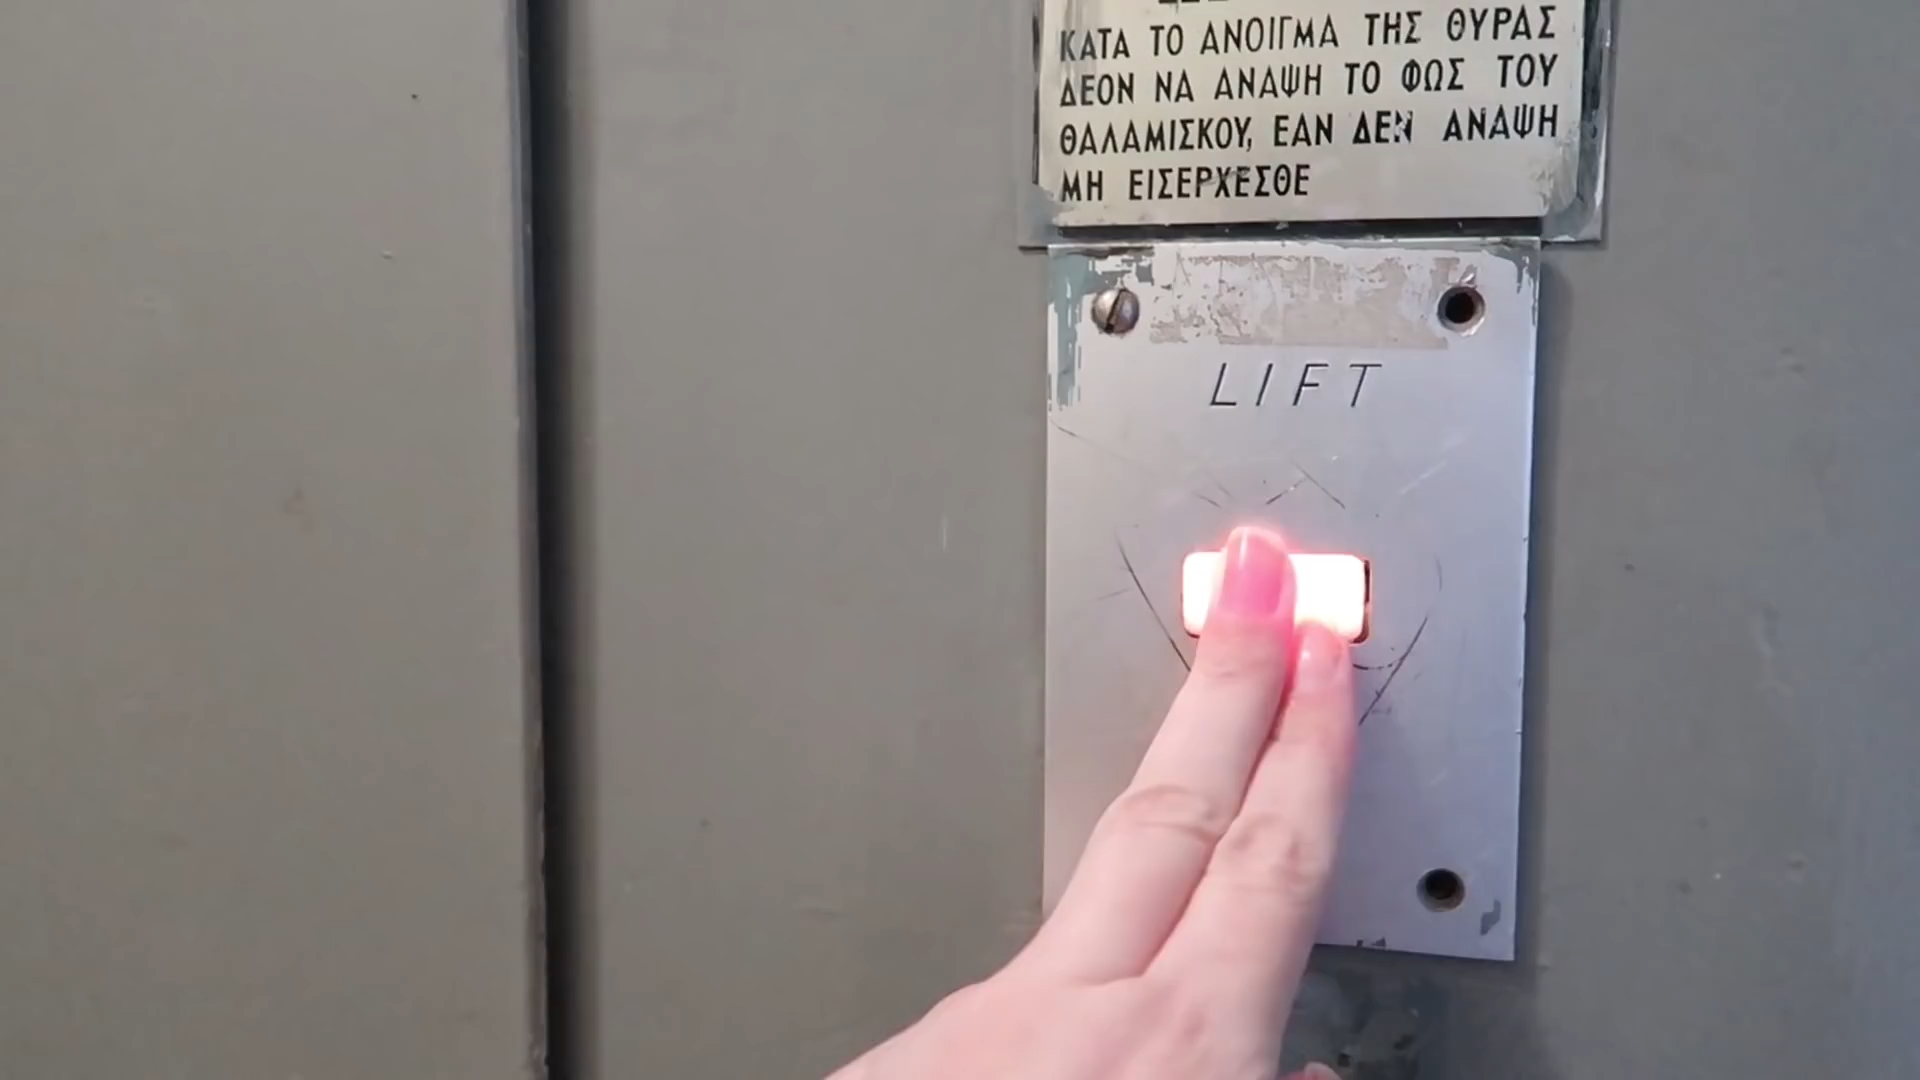 ΚΑΤΑ ΤΟ ΑΝΟΙΓΜΑ ΤΗΣ ΘΥΡΑΣ
ΔΕΟΝ ΝΑ ΑΝΑΨΗ ΤΟ ΦΩΣ ΤΟΥ
ΘΑΛΑΜΙΣΚΟΥ, ΕΑΝ ΔΕΝ ΑΝΑΨΗ
ΜΗ ΕΙΣΕΡΧΕΣΘΕ
LIFT